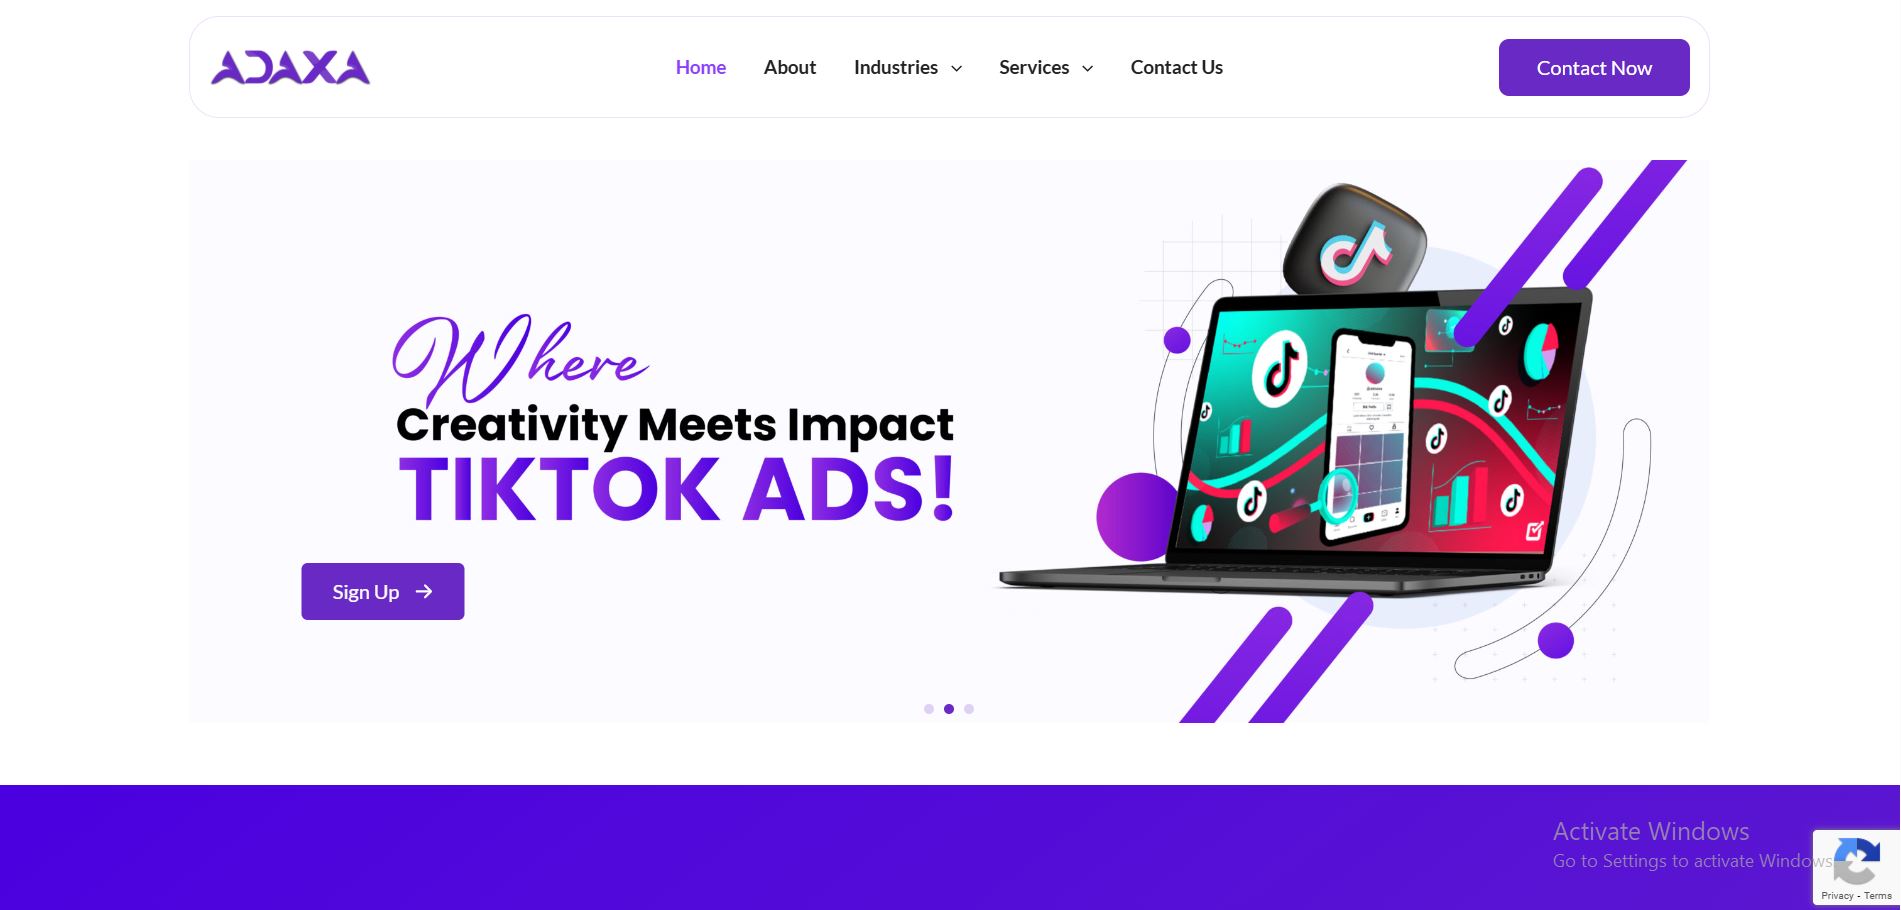 ADAXA
Home About Industries Services Contact Us
Contact Now
Where
Creativity Meets Impact
TIKTOK ADS!
Sign Up
Activate Windows
Go to Settings to activate Windows
Privacy - Terms